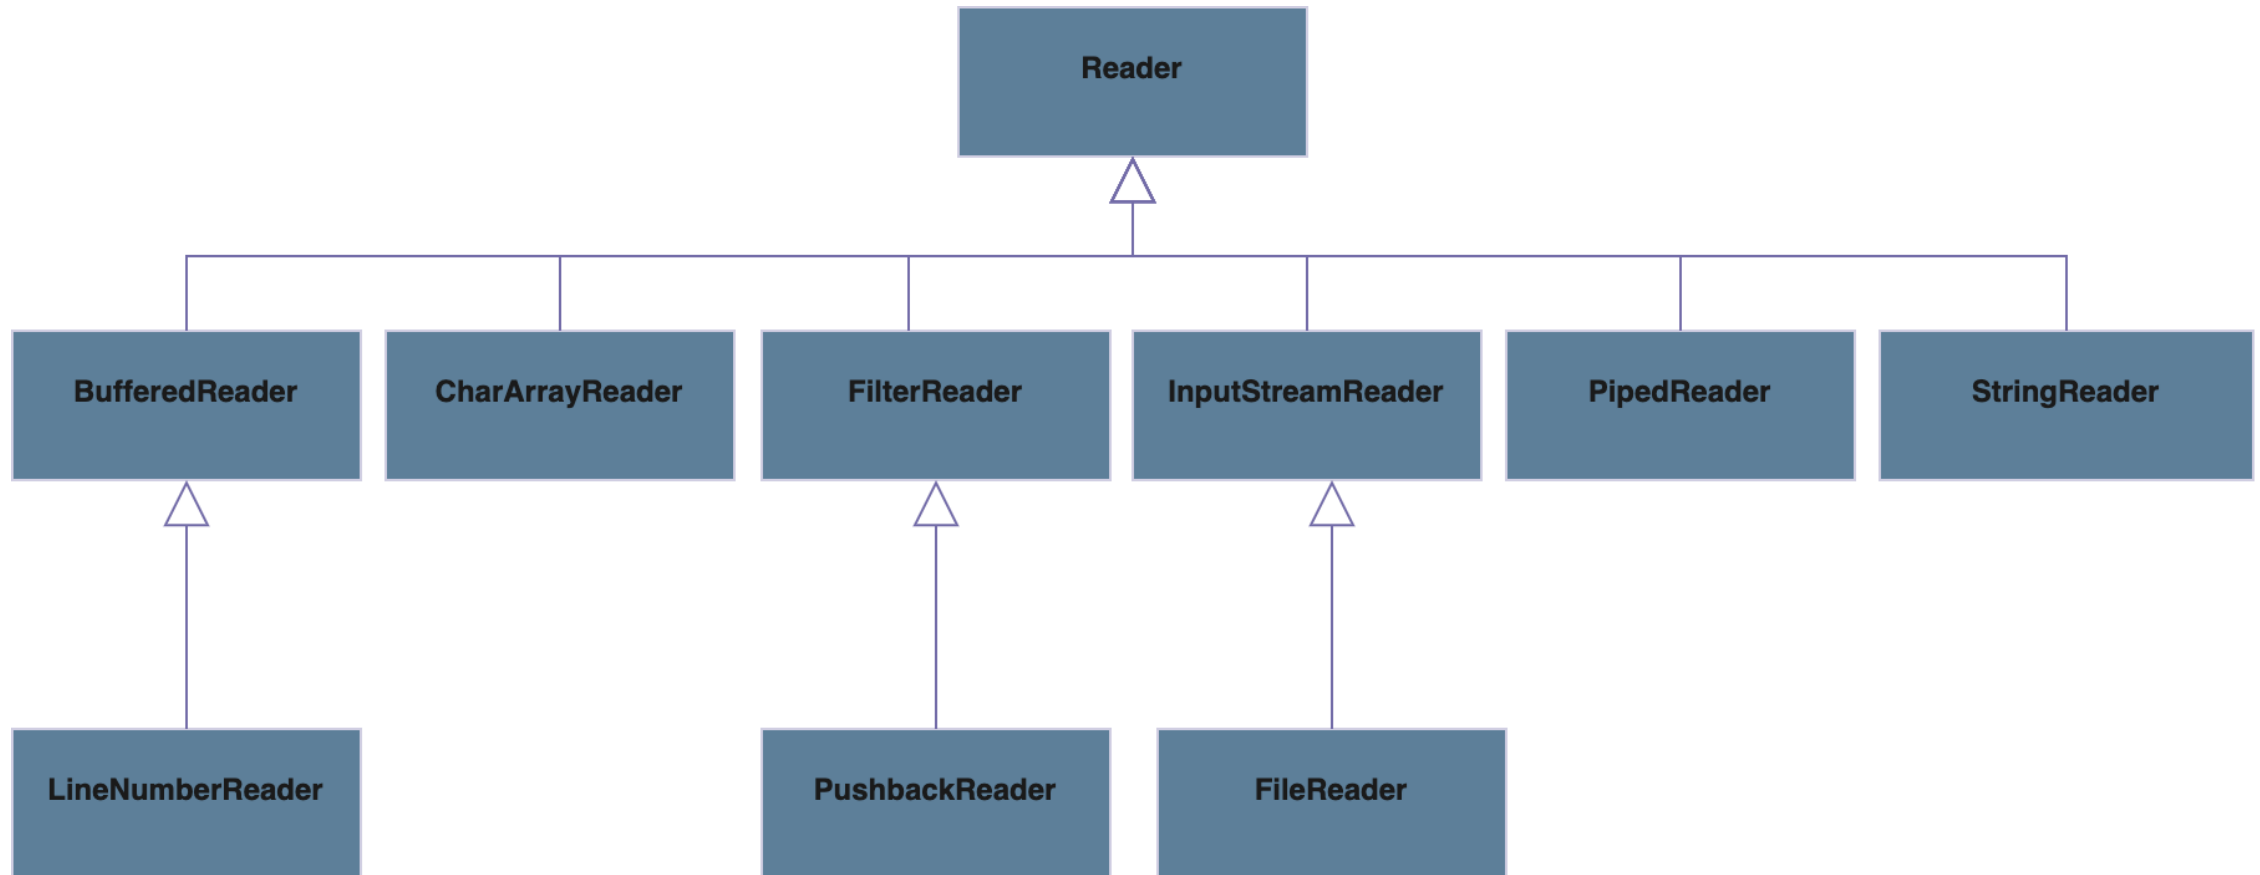 Reader
BufferedReader
CharArrayReader
FilterReader
InputStreamReader
PipedReader
StringReader
LineNumberReader
PushbackReader
FileReader